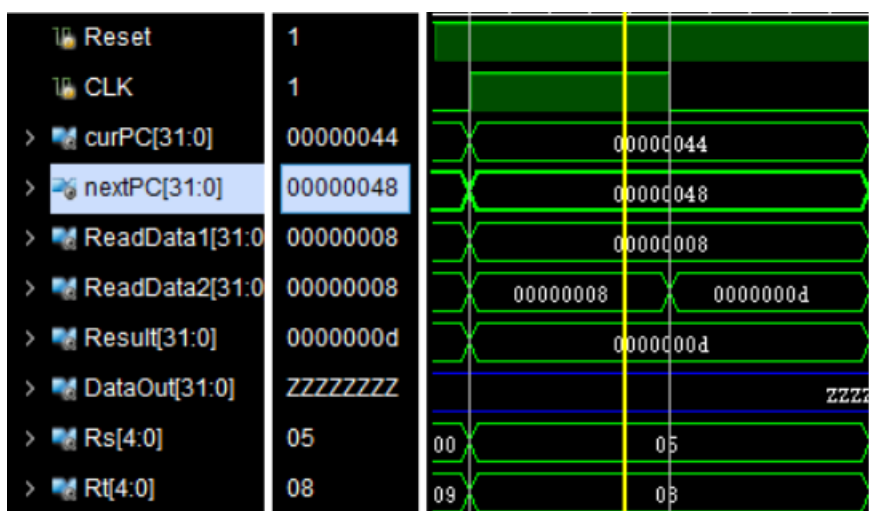 Reset 1
CLK 1
curPC[31:0] 00000044 00000044
nextPC[31:0] 00000048 00000048
ReadData1[31:0 00000008 00000008
ReadData2[31:0 00000008 00000008 0000000d
Result[31:0] 0000000d 0000000d
DataOut[31:0] ZZZZZZZZ ZZZZ
Rs[4:0] 05 00 05
Rt[4:0] 08 09 08